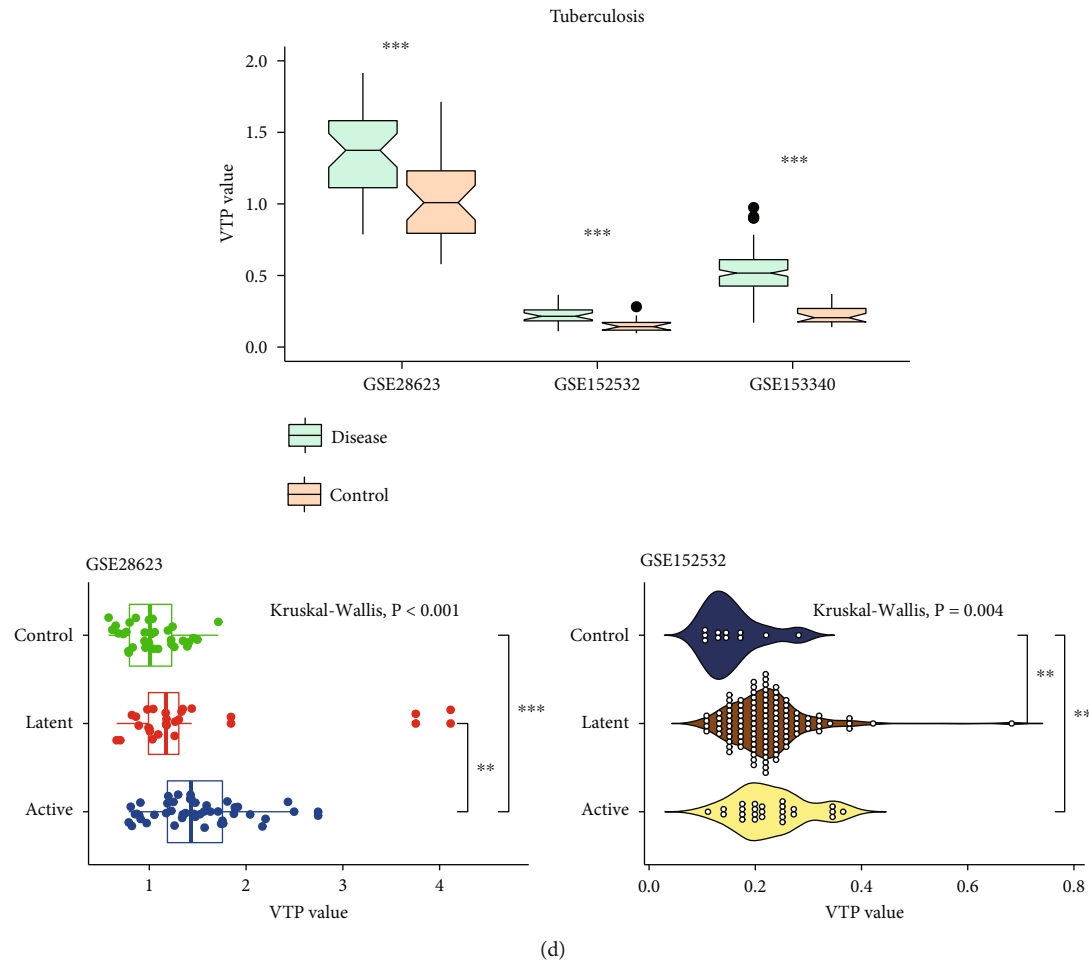 Tuberculosis
***
***
***
2.0
1.5
1.0
0.5
0.0
VTP value
GSE28623
GSE152532
GSE153340
Disease
Control
GSE28623
Kruskal-Wallis, P < 0.001
Control
Latent
Active
***
**
1
2
3
4
VTP value
GSE152532
Kruskal-Wallis, P = 0.004
Control
Latent
Active
**
**
0.0
0.2
0.4
0.6
0.8
VTP value
(d)